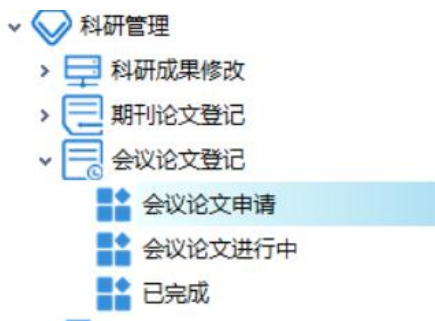 科研管理
科研成果修改
期刊论文登记
会议论文登记
会议论文申请
会议论文进行中
已完成